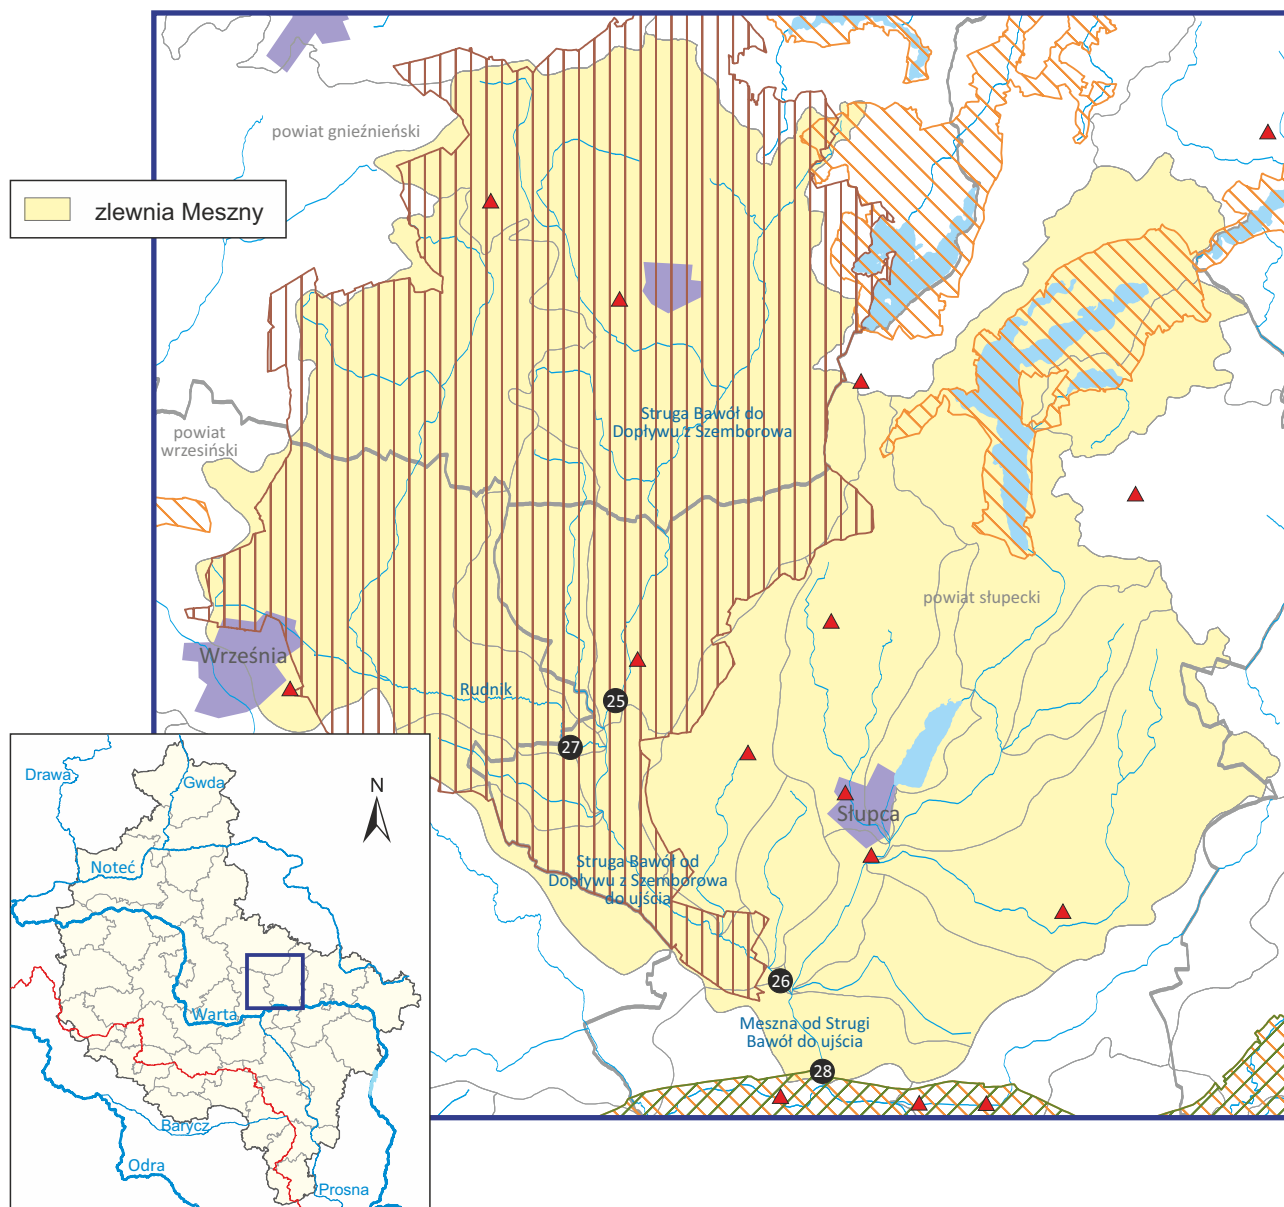 powiat gnieźnieński
zlewnia Meszny
powiat
wrzesiński
Struga Bawół do
Dopływu z Szemborowa
powiat słupecki
Września
Rudnik
25
27
Słupca
Struga Bawół od
Dopływu z Szemborowa
do ujścia
26
Meszna od Strugi
Bawół do ujścia
28
Drawa
Gwda
N
Noteć
Warta
Barycz
Odra
Prosna